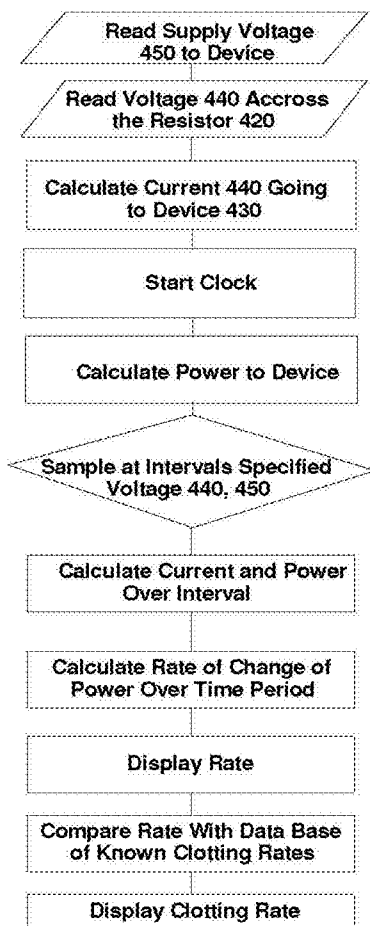 Read Supply Voltage
450 to Device
Read Voltage 440 Accross
the Resistor 420
Calculate Current 440 Going
to Device 430
Start Clock
Calculate Power to Device
Sample at Intervals Specified
Voltage 440, 450
Calculate Current and Power
Over Interval
Calculate Rate of Change of
Power Over Time Period
Display Rate
Compare Rate With Data Base
of Known Clotting Rates
Display Clotting Rate